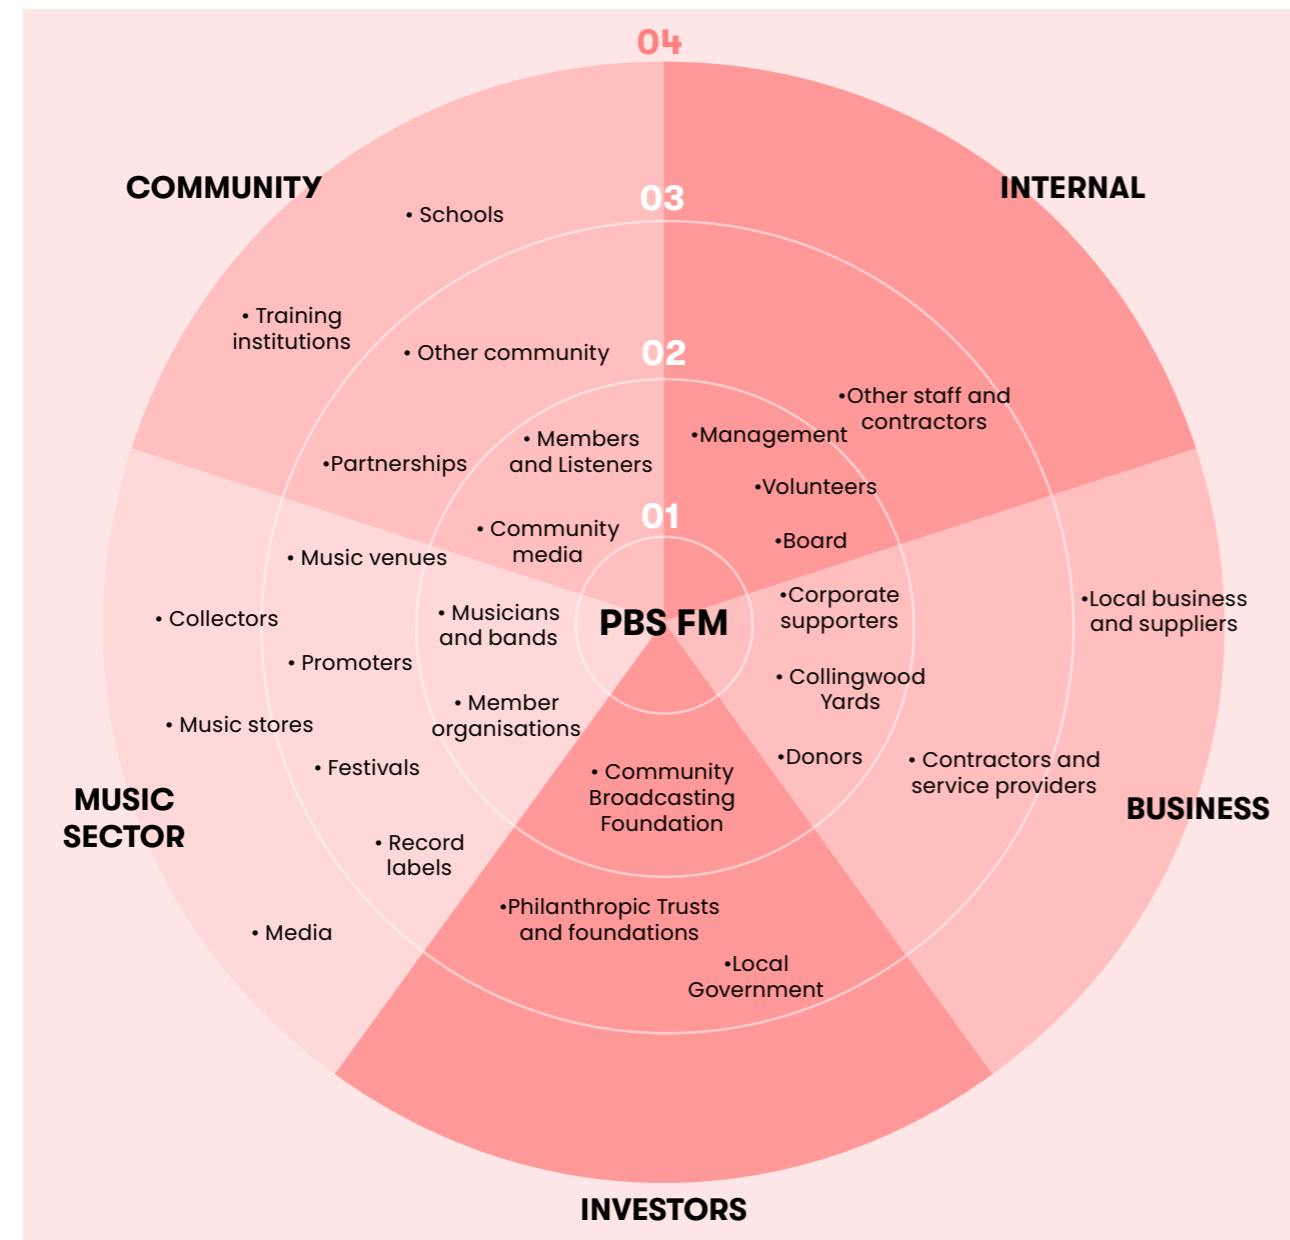 04
COMMUNITY
INTERNAL
03
• Schools
• Training
institutions
02
• Other community
•Other staff and
contractors
•Management
• Members
and Listeners
•Partnerships
•Volunteers
01
• Community
media
•Board
• Music venues
•Corporate
supporters
•Local business
and suppliers
• Collectors
• Musicians
and bands
PBS FM
• Promoters
• Collingwood
Yards
• Member
organisations
• Music stores
•Donors
• Contractors and
service providers
• Festivals
• Community
Broadcasting
Foundation
MUSIC
SECTOR
BUSINESS
• Record
labels
•Philanthropic Trusts
and foundations
• Media
•Local
Government
INVESTORS